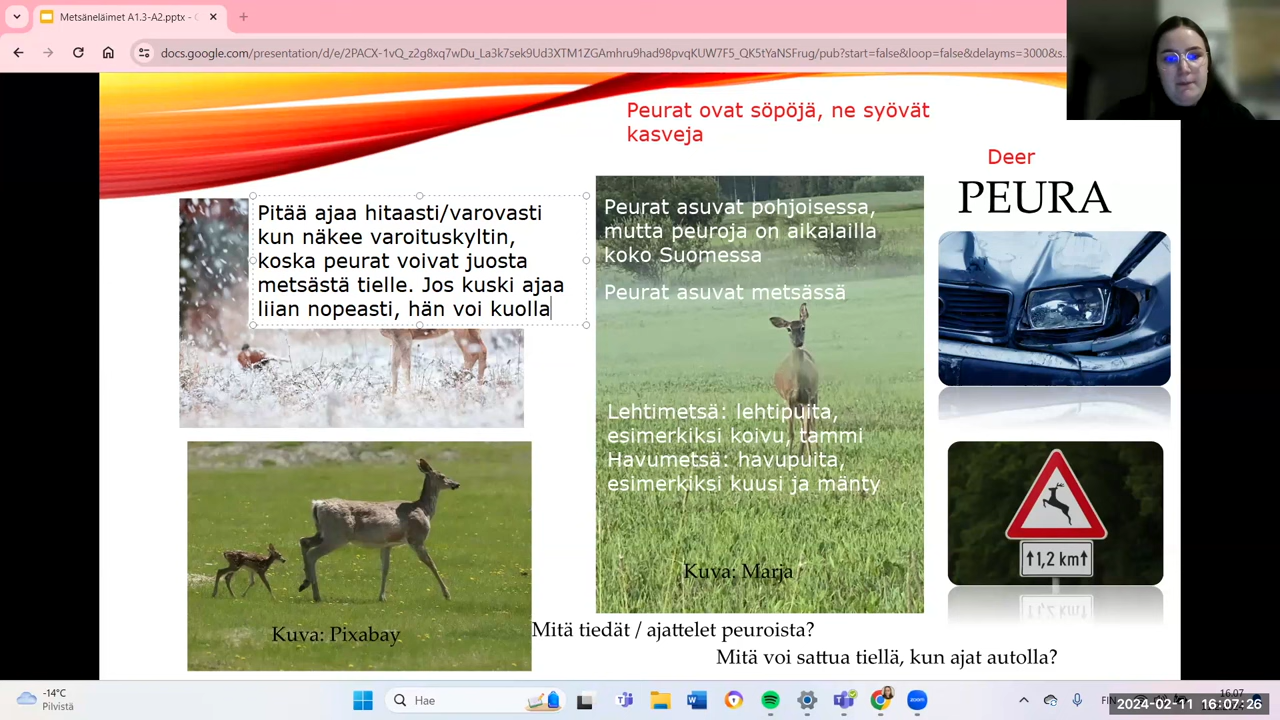 Metsäneläimet A1.3-A2.pptx -
docs.google.com/presentation/d/e/2PACX-1vQ_z2g8xq7wDu_La3k7sek9Ud3XTM1ZGAmhru9had98pvqKUW7F5_QK5tYaNSFrug/pub?start=false&loop=false&delayms=3000&s...
Peurat ovat söpöjä, ne syövät
kasveja
Deer
PEURA
Pitää ajaa hitaasti/varovasti
kun näkee varoituskyltin,
koska peurat voivat juosta
metsästä tielle. Jos kuski ajaa
liian nopeasti, hän voi kuolla
Peurat asuvat pohjoisessa,
mutta peuroja on aikalailla
koko Suomessa
Peurat asuvat metsässä
Lehtimetsä: lehtipuita,
esimerkiksi koivu, tammi
Havumetsä: havupuita,
esimerkiksi kuusi ja mänty
Kuva: Marja
1,2 km
Kuva: Pixabay
Mitä tiedät / ajattelet peuroista?
Mitä voi sattua tiellä, kun ajat autolla?
-14°C
Pilvistä
Hae
zoom
FIN
16.07
2024-02-11 16:07:26